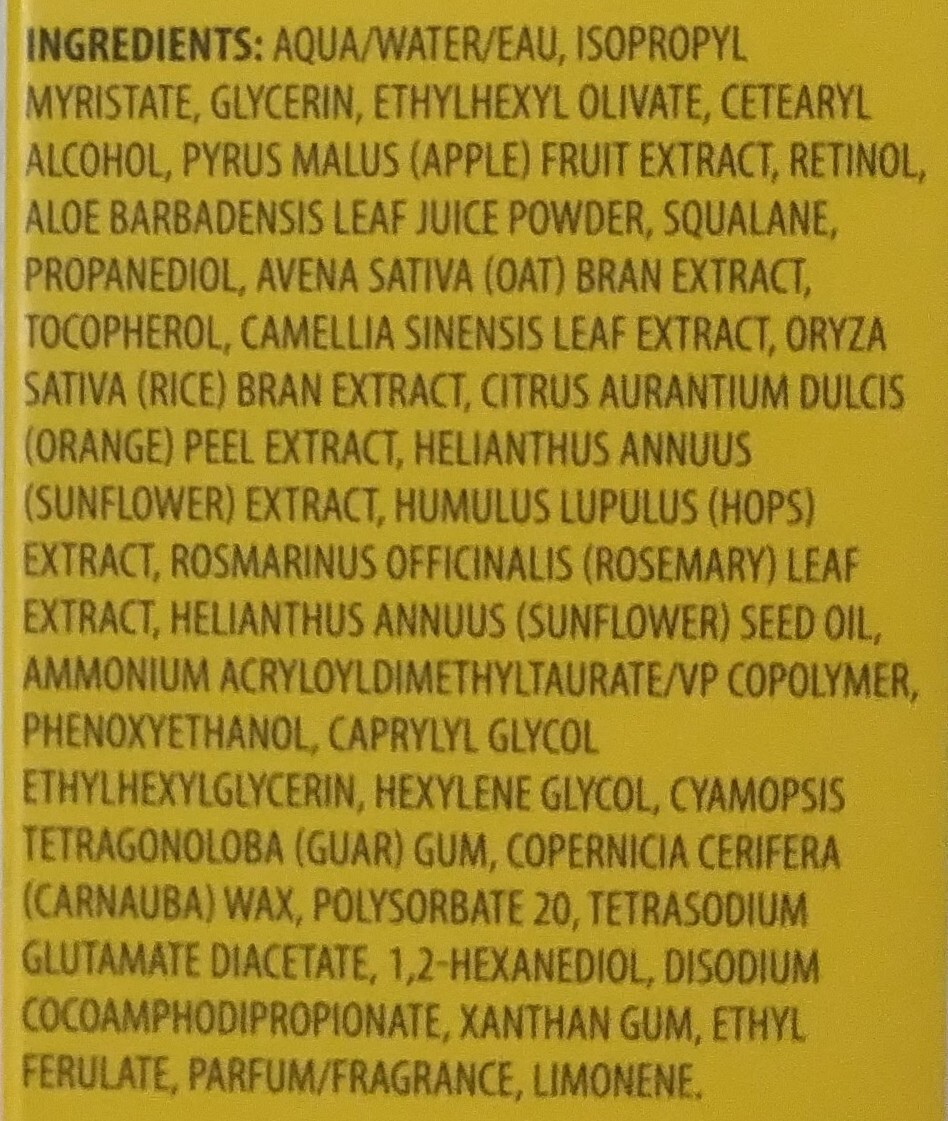 INGREDIENTS: AQUA/WATER/EAU, ISOPROPYL
MYRISTATE, GLYCERIN, ETHYLHEXYL OLIVATE, CETEARYL
ALCOHOL, PYRUS MALUS (APPLE) FRUIT EXTRACT, RETINOL,
ALOE BARBADENSIS LEAF JUICE POWDER, SQUALANE,
PROPANEDIOL, AVENA SATIVA (OAT) BRAN EXTRACT,
TOCOPHEROL, CAMELLIA SINENSIS LEAF EXTRACT, ORYZA
SATIVA (RICE) BRAN EXTRACT, CITRUS AURANTIUM DULCIS
(ORANGE) PEEL EXTRACT, HELIANTHUS ANNUUS
(SUNFLOWER) EXTRACT, HUMULUS LUPULUS (HOPS)
EXTRACT, ROSMARINUS OFFICINALIS (ROSEMARY) LEAF
EXTRACT, HELIANTHUS ANNUUS (SUNFLOWER) SEED OIL,
AMMONIUM ACRYLOYLDIMETHYLTAURATE/VP COPOLYMER,
PHENOXYETHANOL, CAPRYLYL GLYCOL
ETHYLHEXYLGLYCERIN, HEXYLENE GLYCOL, CYAMOPSIS
TETRAGONOLOBA (GUAR) GUM, COPERNICIA CERIFERA
(CARNAUBA) WAX, POLYSORBATE 20, TETRASODIUM
GLUTAMATE DIACETATE, 1,2-HEXANEDIOL, DISODIUM
COCOAMPHODIPROPIONATE, XANTHAN GUM, ETHYL
FERULATE, PARFUM/FRAGRANCE, LIMONENE.